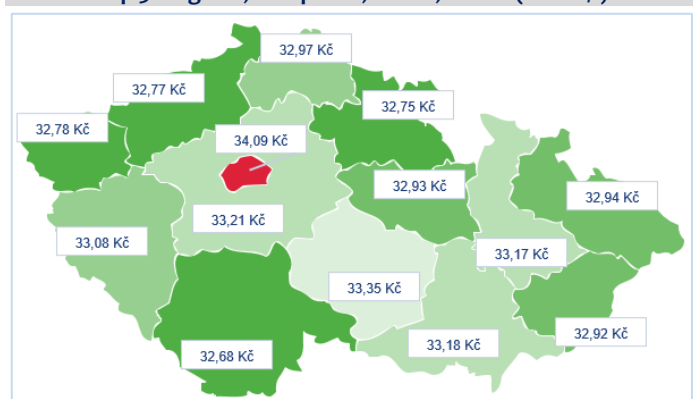 32,97 Kč
32,77 Kč
32,75 Kč
32,78 Kč
34,09 Kč
32,93 Kč
32,94 Kč
33,21 Kč
33,08 Kč
33,17 Kč
33,35 Kč
32,92 Kč
33,18 Kč
32,68 Kč